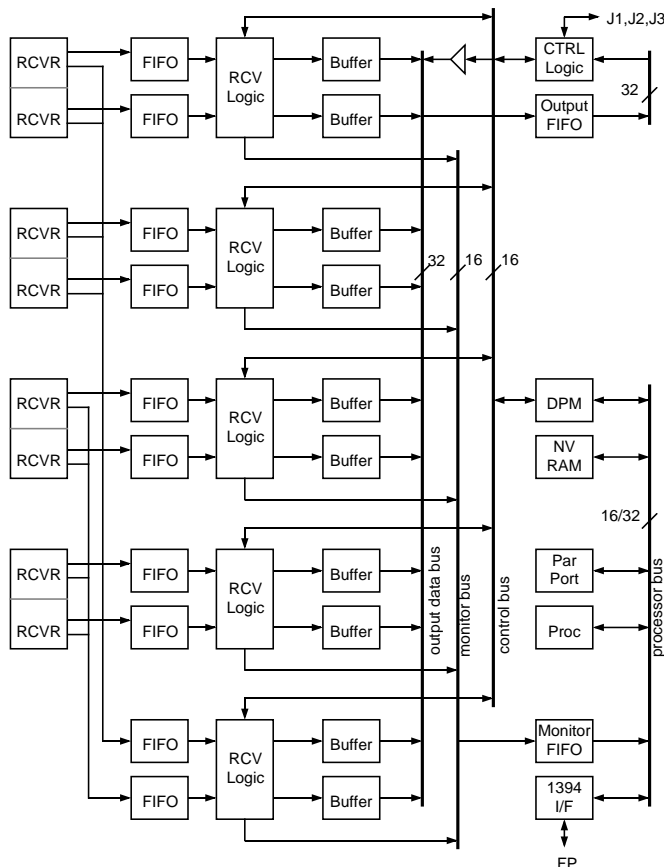 J1,J2,J3
RCVR
FIFO
RCV
Logic
Buffer
CTRL
Logic
32
RCVR
FIFO
Buffer
Output
FIFO
RCVR
FIFO
RCV
Logic
Buffer
32
16
16
RCVR
FIFO
Buffer
RCVR
FIFO
RCV
Logic
Buffer
DPM
RCVR
FIFO
Buffer
NV
RAM
16/32
RCVR
FIFO
RCV
Logic
Buffer
Par
Port
RCVR
FIFO
Buffer
Proc
output data bus
monitor bus
control bus
processor bus
FIFO
RCV
Logic
Buffer
Monitor
FIFO
FIFO
Buffer
1394
I/F
FP